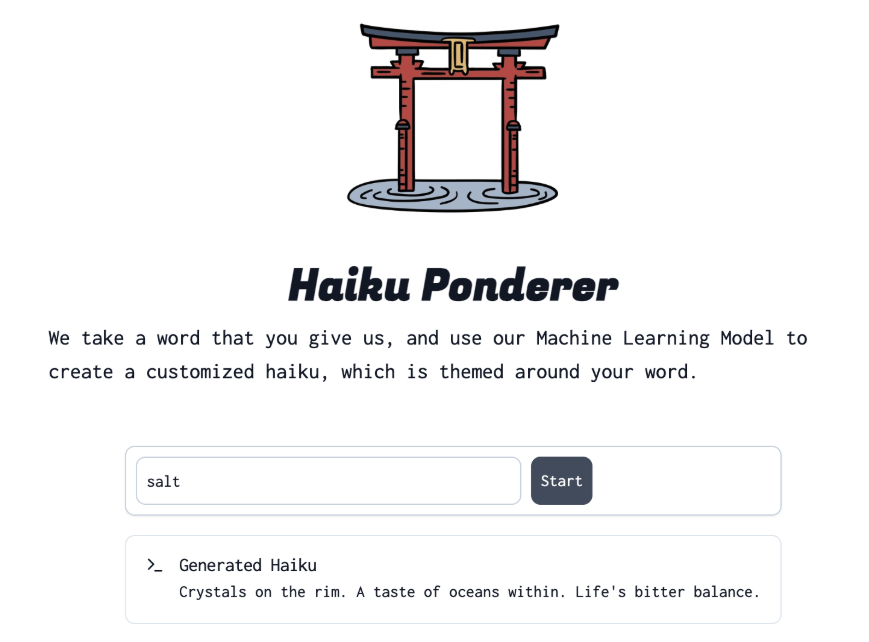 Haiku Ponderer
We take a word that you give us, and use our Machine Learning Model to
create a customized haiku, which is themed around your word.
salt
Start
>_ Generated Haiku
Crystals on the rim. A taste of oceans within. Life's bitter balance.